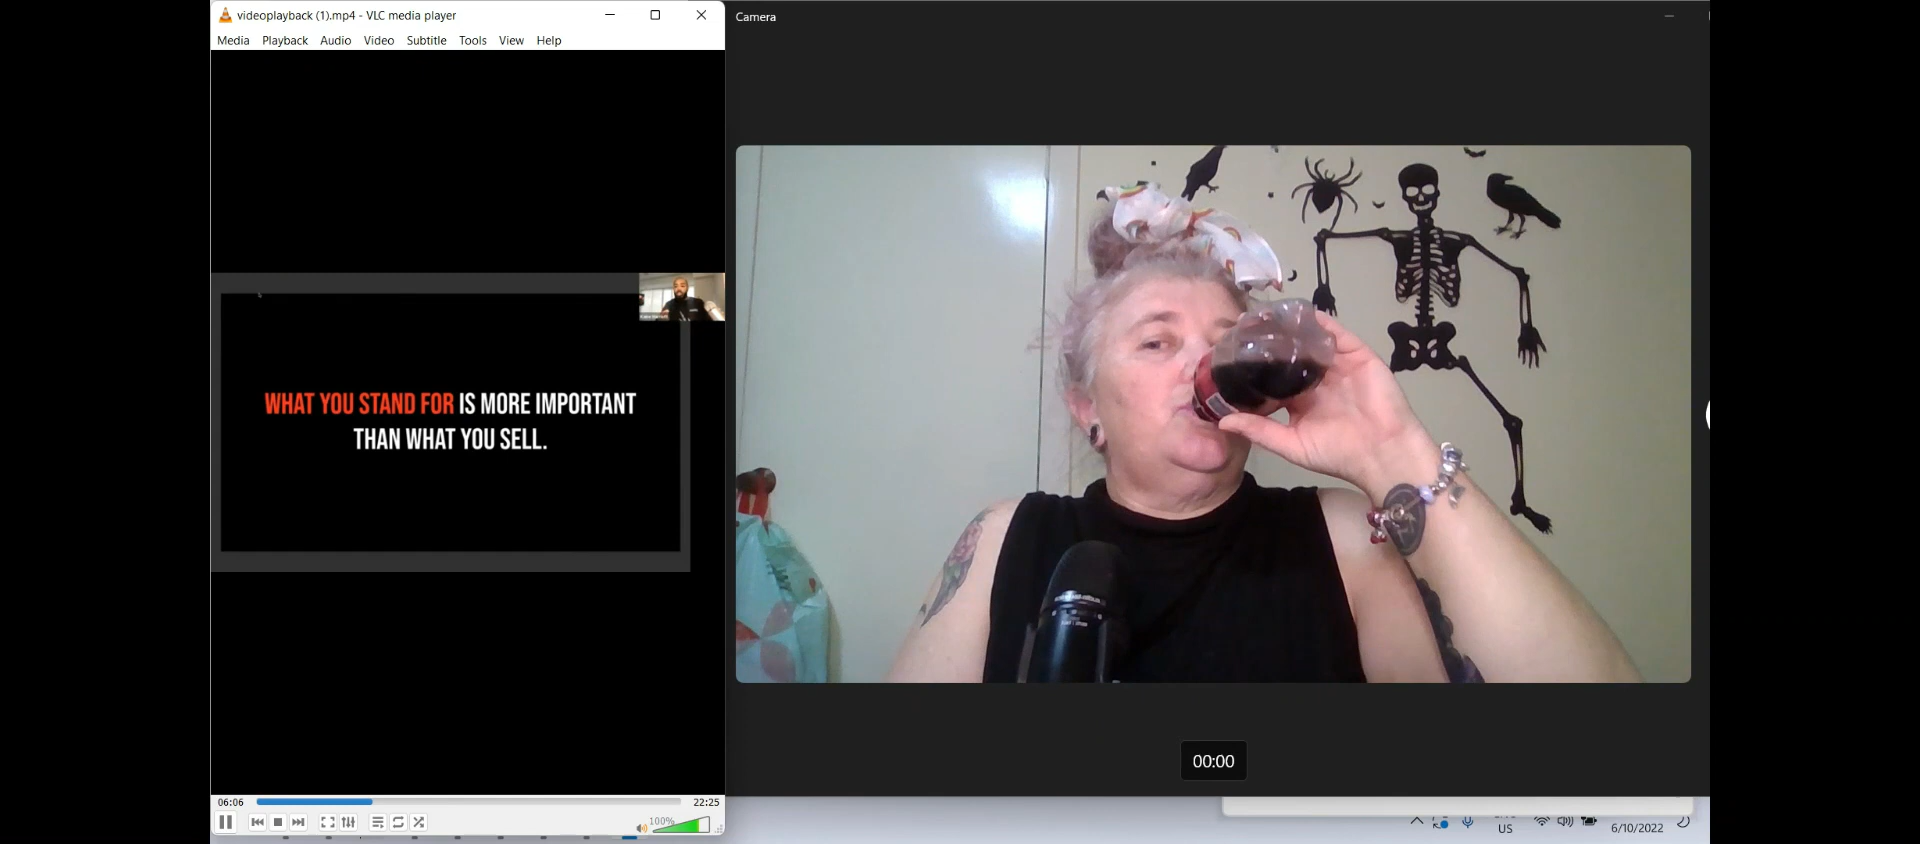 videoplayback (1).mp4 - VLC media player
Media Playback Audio Video Subtitle Tools View Help
Camera
WHAT YOU STAND FOR IS MORE IMPORTANT
THAN WHAT YOU SELL.
00:00
06:06
22:25
100%
US
6/10/2022